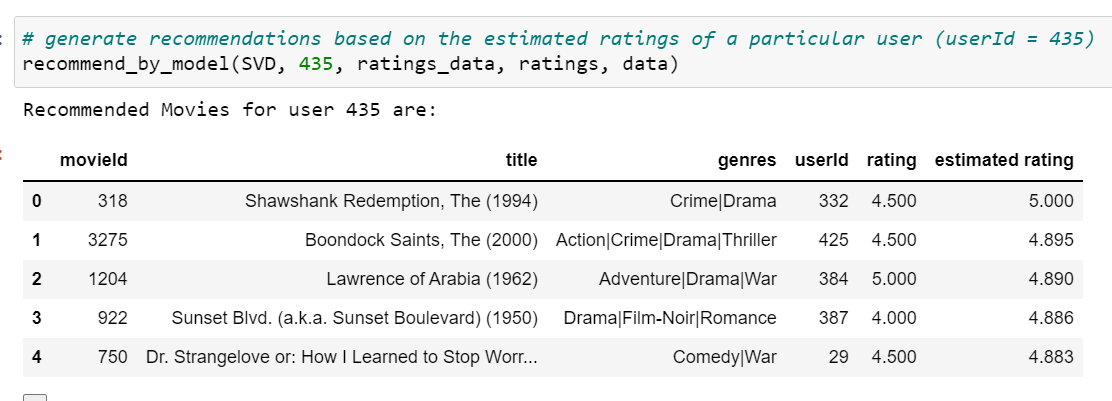 # generate recommendations based on the estimated ratings of a particular user (userId = 435)
recommend_by_model(SVD, 435, ratings_data, ratings, data)
Recommended Movies for user 435 are:
movieId title genres userId rating estimated rating
0 318 Shawshank Redemption, The (1994) Crime|Drama 332 4.500 5.000
1 3275 Boondock Saints, The (2000) Action|Crime|Drama|Thriller 425 4.500 4.895
2 1204 Lawrence of Arabia (1962) Adventure|Drama|War 384 5.000 4.890
3 922 Sunset Blvd. (a.k.a. Sunset Boulevard) (1950) Drama|Film-Noir|Romance 387 4.000 4.886
4 750 Dr. Strangelove or: How I Learned to Stop Worr... Comedy|War 29 4.500 4.883